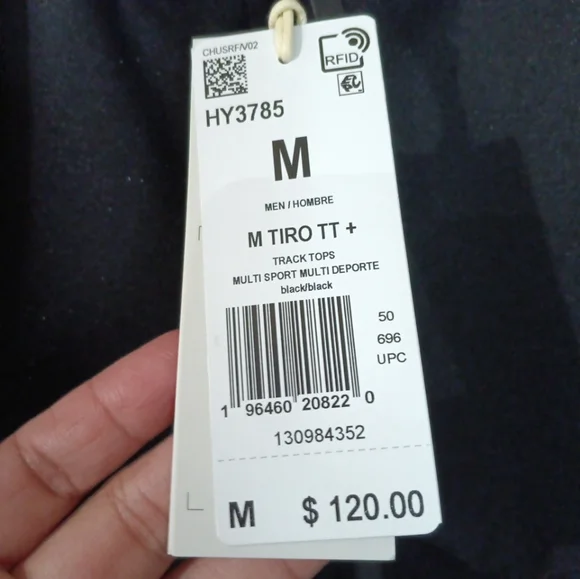 CHUSRF/V02
RFID
HY3785
M
MEN / HOMBRE
M TIRO TT +
TRACK TOPS
MULTI SPORT MULTI DEPORTE
black/black
50
696
UPC
1 96460 20822 0
130984352
M $ 120.00